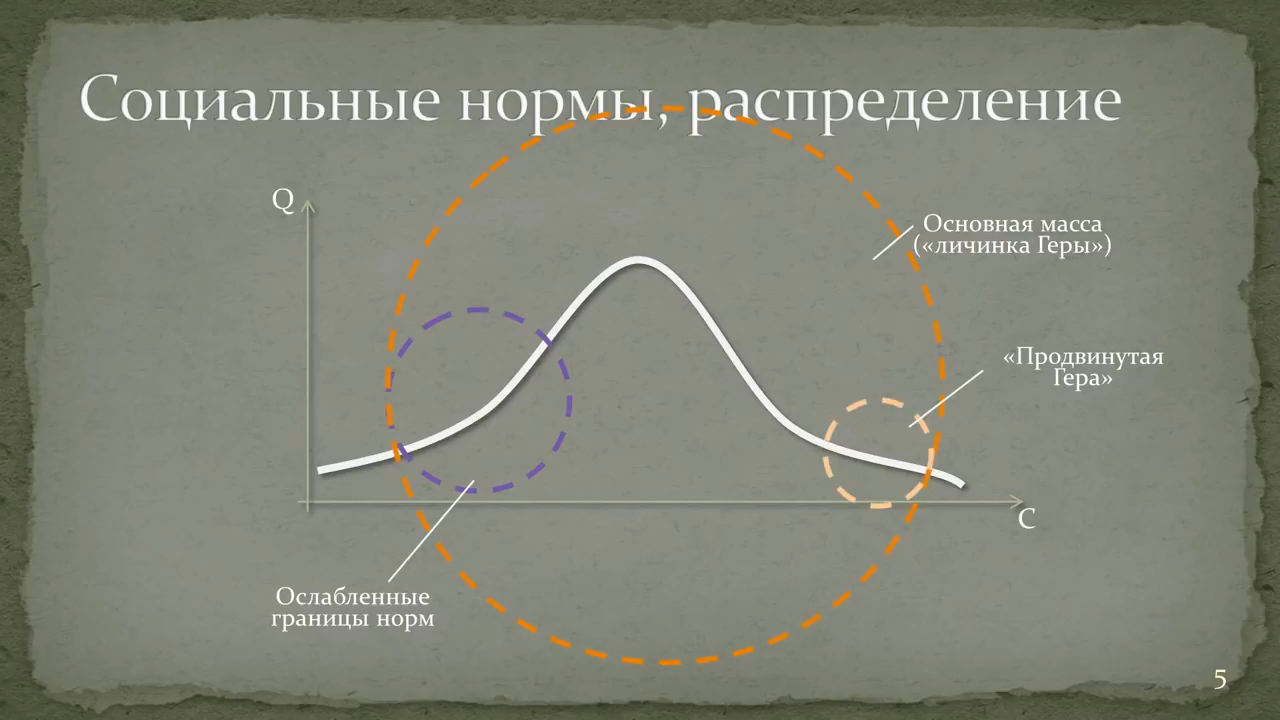 Социальные нормы, распределение
Q
Основная масса
(«личинка Геры»)
«Продвинутая
Гера»
C
Ослабленные
границы норм
5